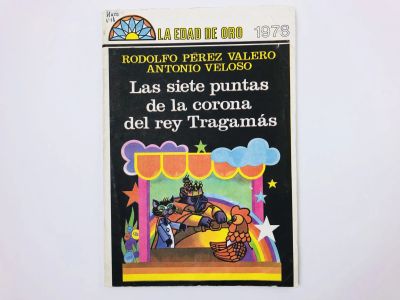 LA EDAD DE ORO 1978
RODOLFO PÉREZ VALERO
ANTONIO VELOSO
Las siete puntas
de la corona
del rey Tragamás